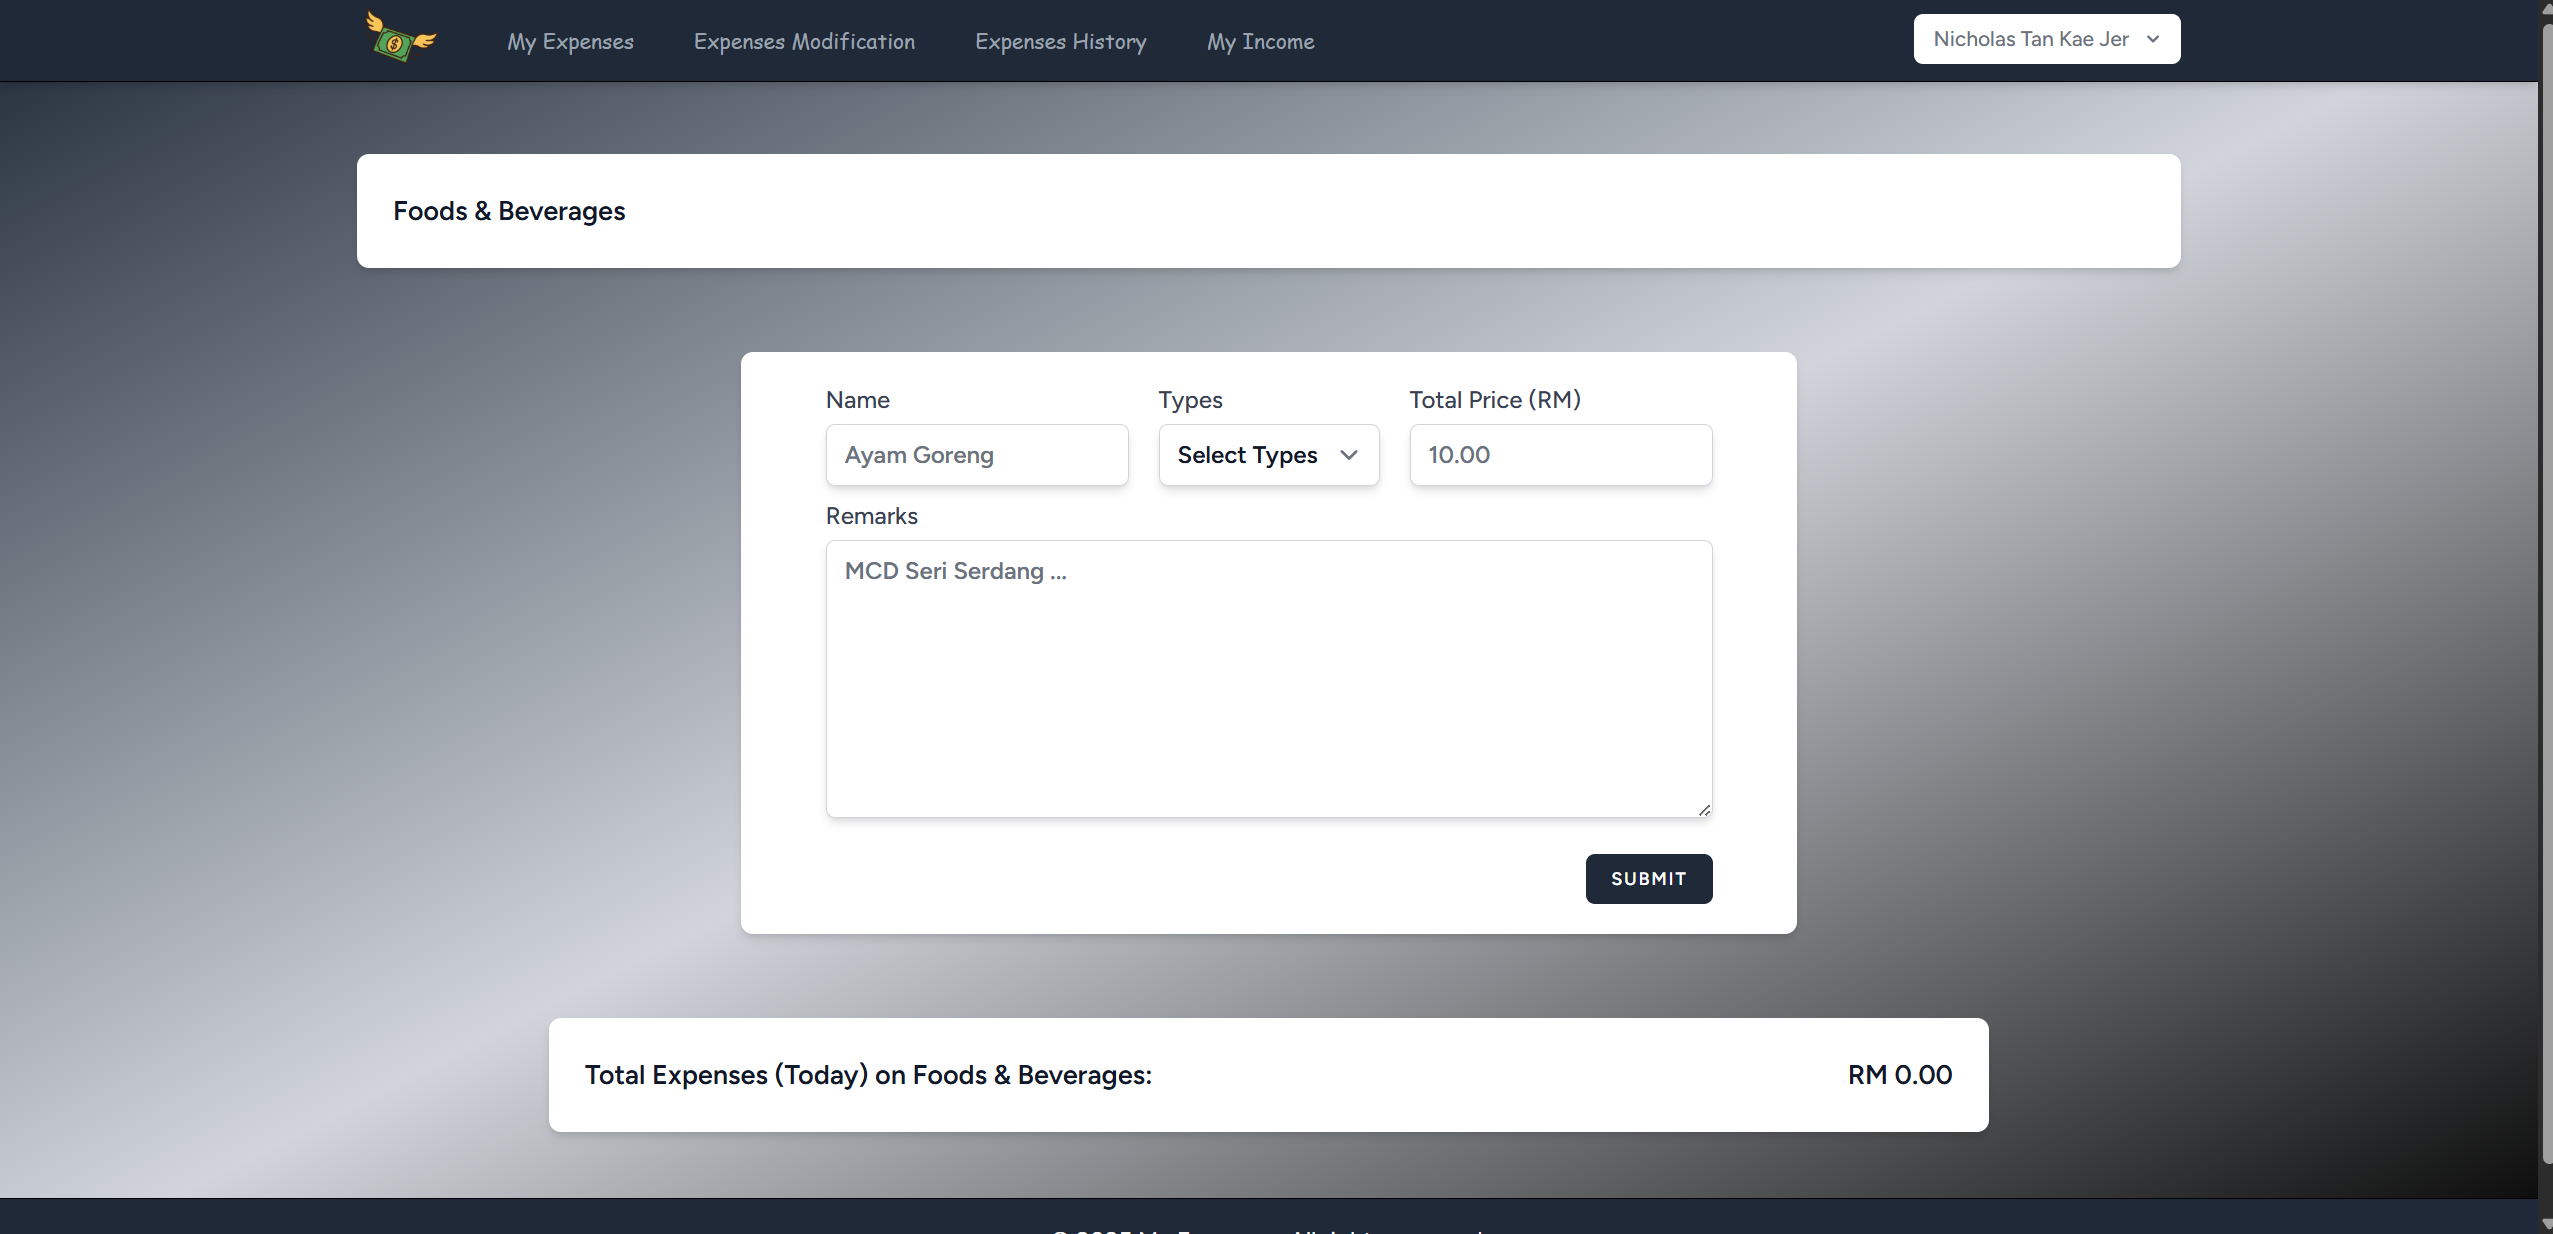 My Expenses Expenses Modification Expenses History My Income Nicholas Tan Kae Jer
Foods & Beverages
Name Types Total Price (RM)
Ayam Goreng Select Types 10.00
Remarks
MCD Seri Serdang ...
SUBMIT
Total Expenses (Today) on Foods & Beverages: RM 0.00